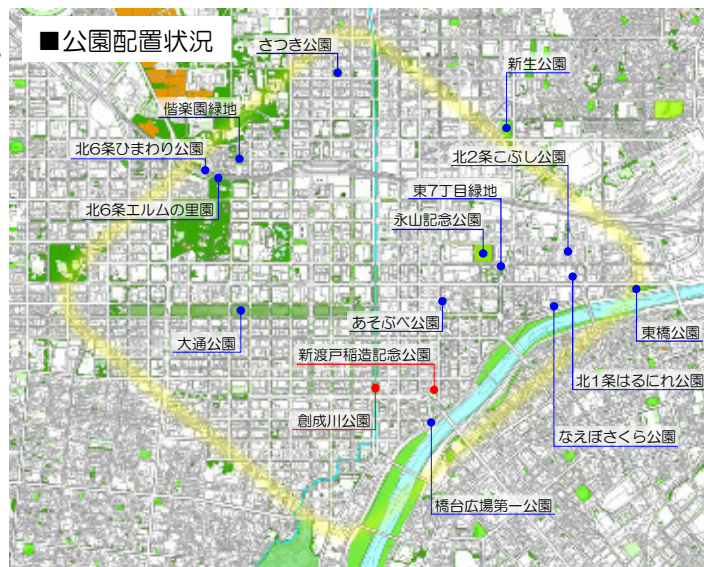 ■公園配置状況
さつき公園
新生公園
偕楽園緑地
北6条ひまわり公園
北2条こぶし公園
東7丁目緑地
北6条エルムの里園
永山記念公園
あそぶべ公園
東橋公園
大通公園
新渡戸稲造記念公園
北1条はるにれ公園
創成川公園
なえぼさくら公園
橋台広場第一公園